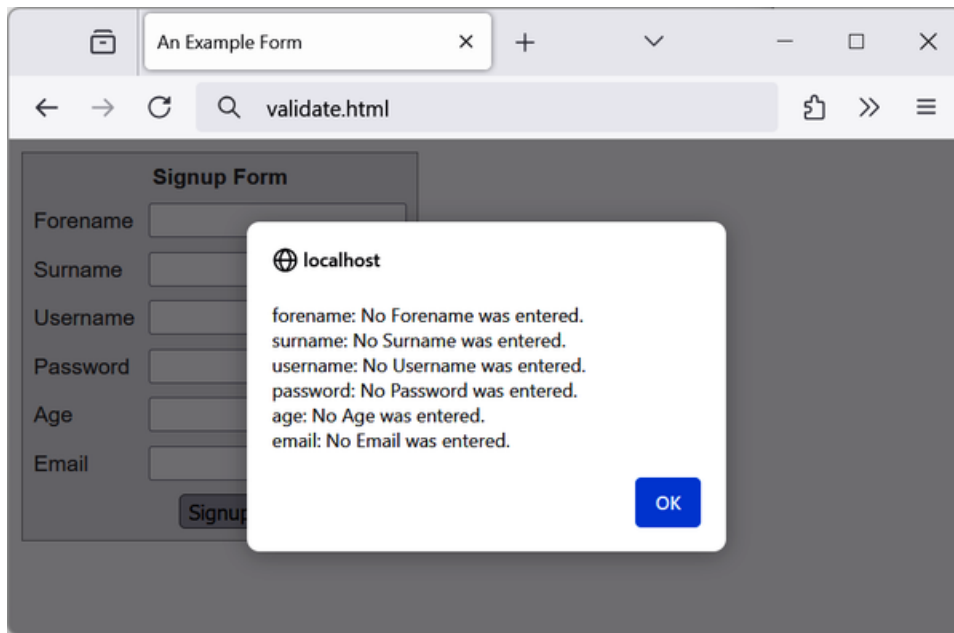 An Example Form
validate.html
Signup Form
Forename
Surname
Username
Password
Age
Email
Signup
localhost
forename: No Forename was entered.
surname: No Surname was entered.
username: No Username was entered.
password: No Password was entered.
age: No Age was entered.
email: No Email was entered.
OK